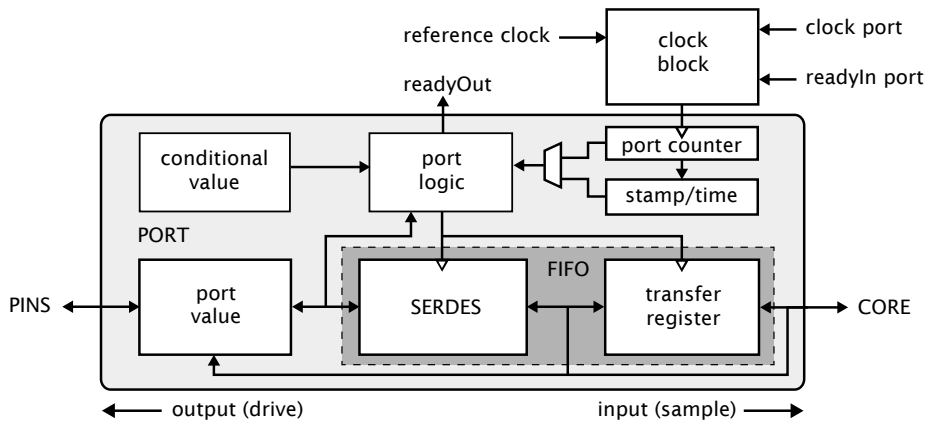 reference clock
clock
block
clock port
readyIn port
readyOut
conditional
value
port
logic
port counter
stamp/time
PORT
FIFO
PINS
port
value
SERDES
transfer
register
CORE
output (drive)
input (sample)